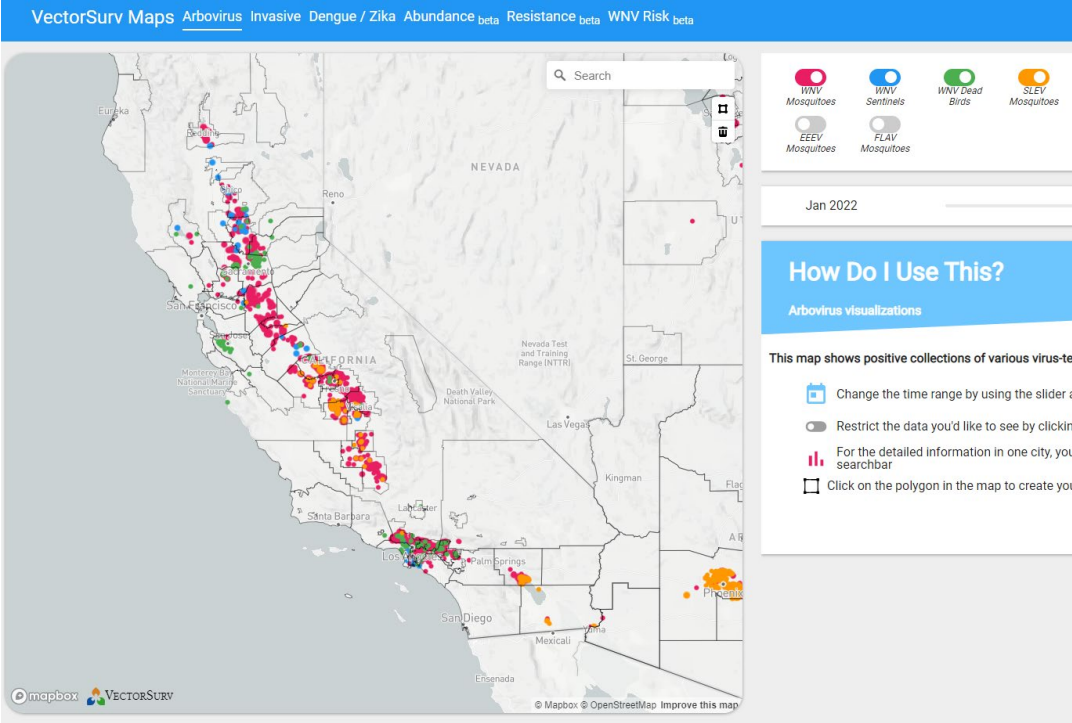 VectorSurv Maps Arbovirus Invasive Dengue / Zika Abundance beta Resistance beta WNV Risk beta
Search
WNV Mosquitoes
WNV Sentinels
WNV Dead Birds
SLEV Mosquitoes
EEEV Mosquitoes
FLAV Mosquitoes
Jan 2022
How Do I Use This?
Arbovirus visualizations
This map shows positive collections of various virus-te
Change the time range by using the slider a
Restrict the data you'd like to see by clickin
For the detailed information in one city, you
searchbar
Click on the polygon in the map to create you
Eureka
Redding
Chico
Reno
NEVADA
Sacramento
San Francisco
San Jose
CALIFORNIA
Monterey Bay
National Marine
Sanctuary
Nevada Test
and Training
Range (NTTR)
St. George
Death Valley
National Park
Las Vegas
Kingman
Flag
Santa Barbara
Lancaster
Los Angeles
Palm Springs
Phoenix
San Diego
Yuma
Mexicali
Ensenada
mapbox VECTORSURV
© Mapbox © OpenStreetMap Improve this map